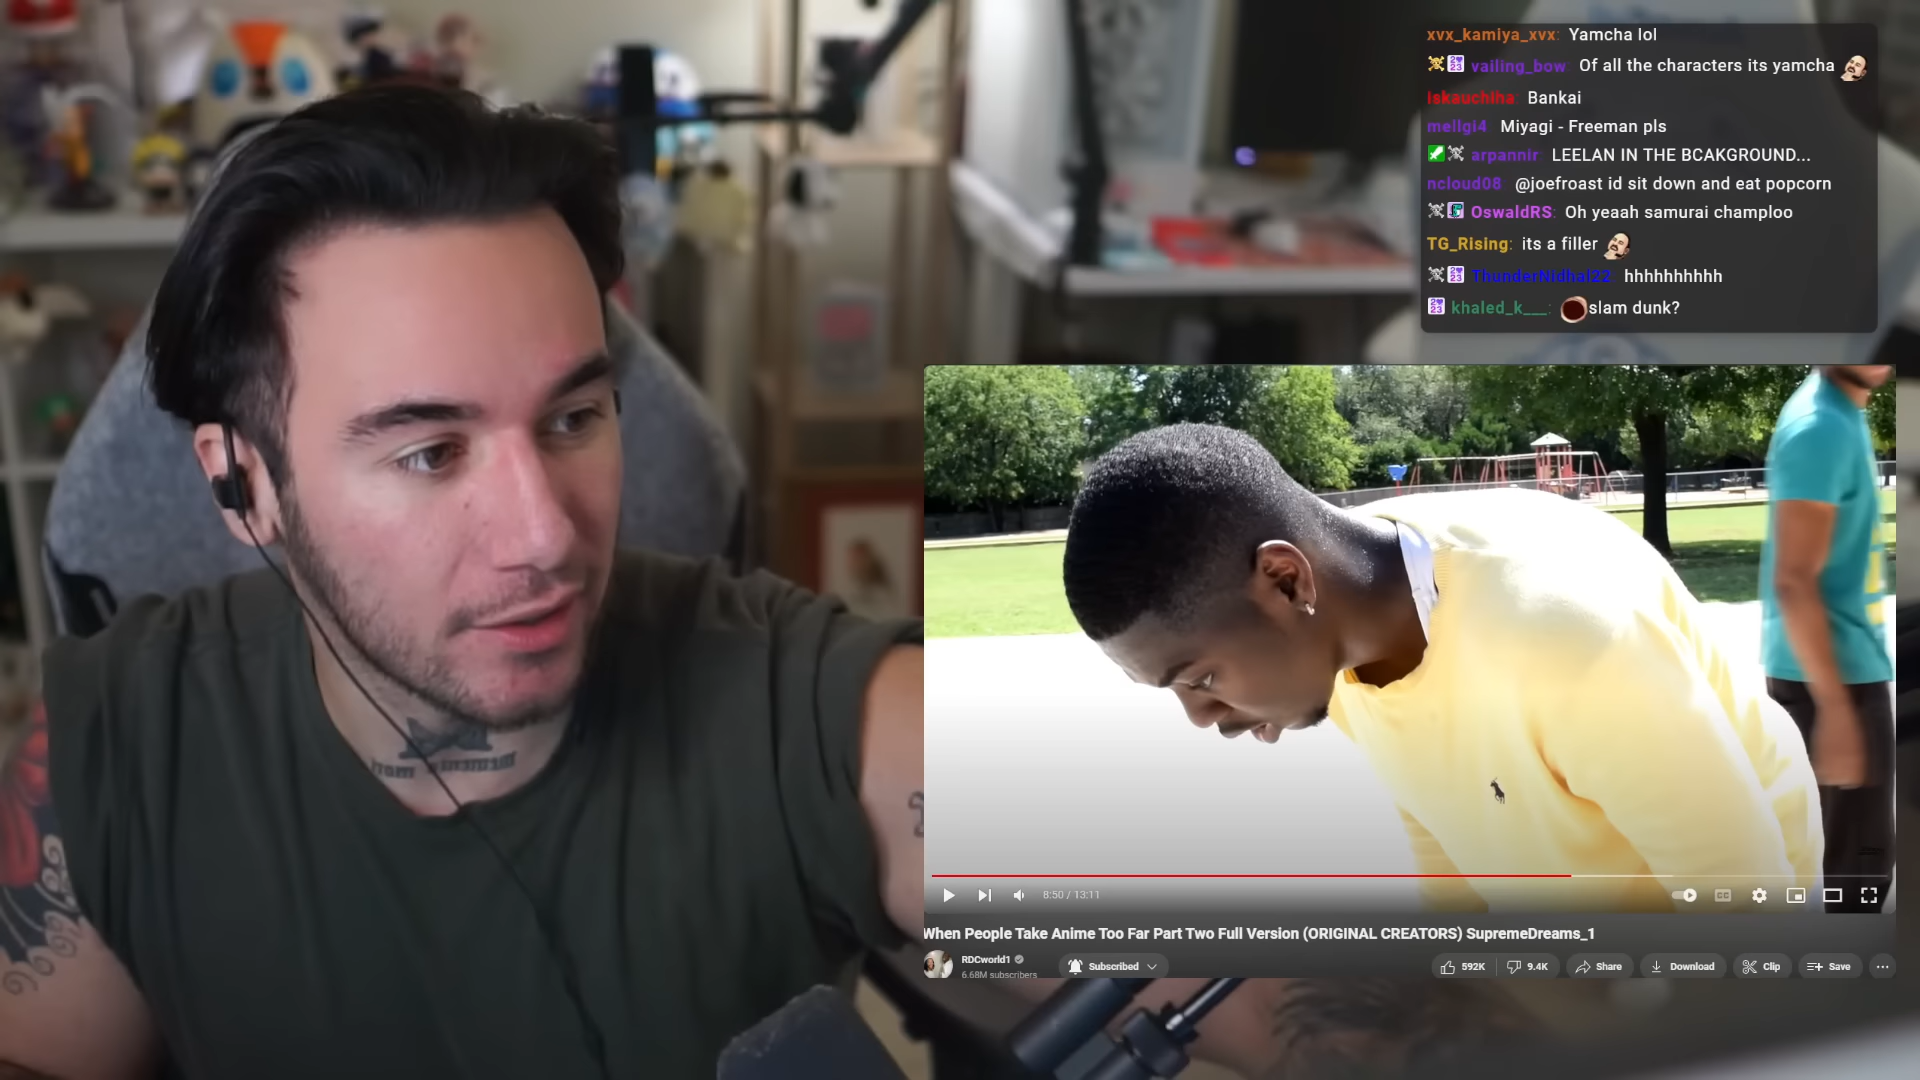 xvx_kamiya_xvx: Yamcha lol
vailing_bow: Of all the characters its yamcha
iskauchiha: Bankai
mellgi4 Miyagi - Freeman pls
arpannir: LEELAN IN THE BCAKGROUND...
ncloud08 @joefroast id sit down and eat popcorn
OswaldRS: Oh yeaah samurai champloo
TG_Rising: its a filler
ThunderNidhal22 hhhhhhhhhh
khaled_k___: slam dunk?
8:50 / 13:11
When People Take Anime Too Far Part Two Full Version (ORIGINAL CREATORS) SupremeDreams_1
RDCworld1
6.68M subscribers
Subscribed
592K
9.4K
Share
Download
Clip
Save